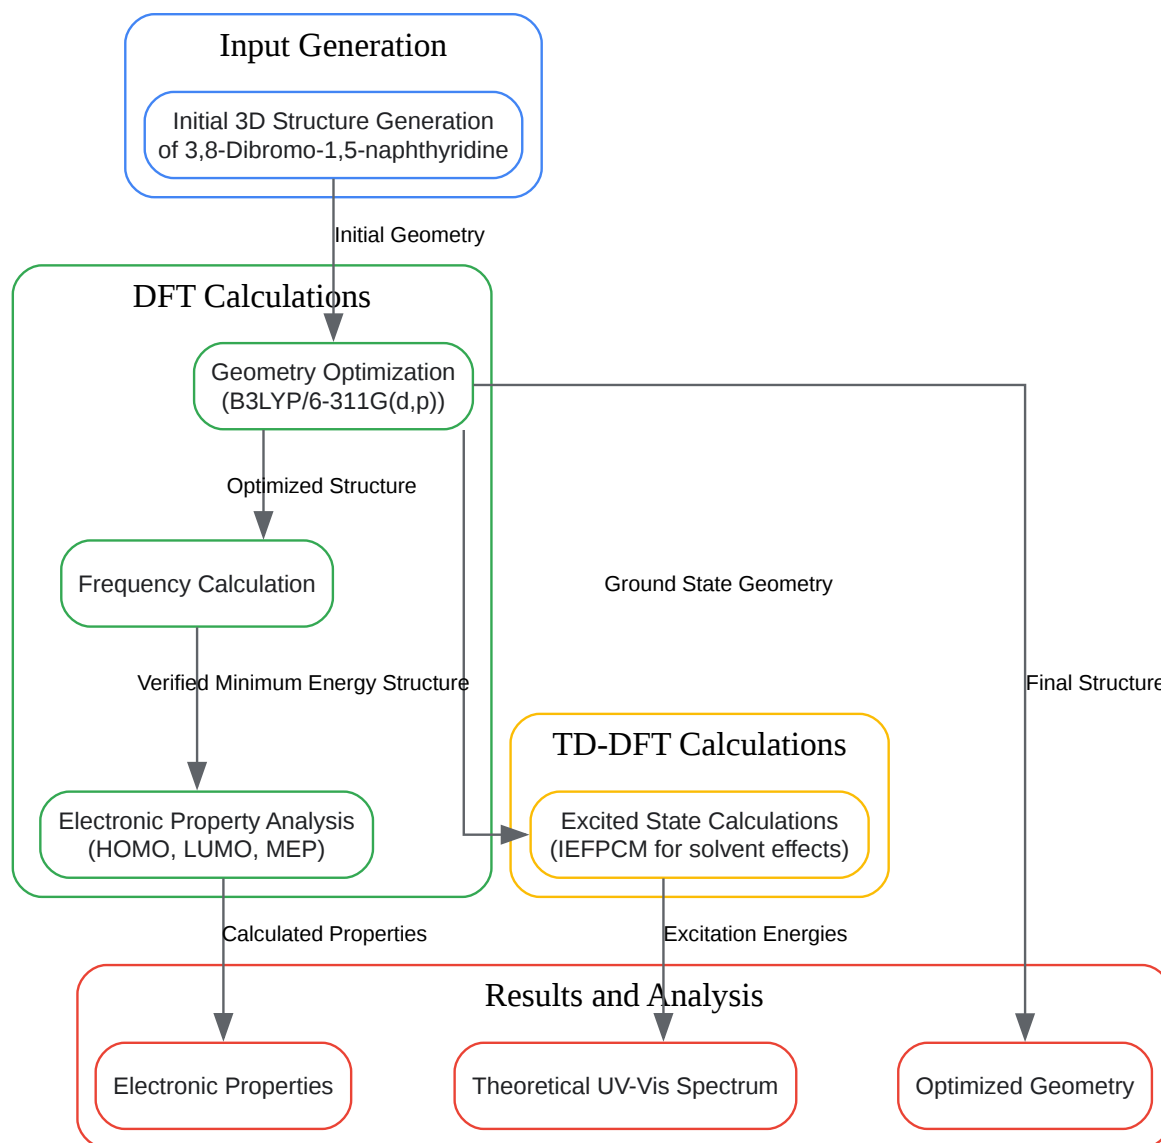 Input Generation
Initial 3D Structure Generation
of 3,8-Dibromo-1,5-naphthyridine
Initial Geometry
DFT Calculations
Geometry Optimization
(B3LYP/6-311G(d,p))
Optimized Structure
Frequency Calculation
Ground State Geometry
Verified Minimum Energy Structure
Final Structure
TD-DFT Calculations
Electronic Property Analysis
(HOMO, LUMO, MEP)
Excited State Calculations
(IEFPCM for solvent effects)
Calculated Properties
Excitation Energies
Results and Analysis
Electronic Properties
Theoretical UV-Vis Spectrum
Optimized Geometry